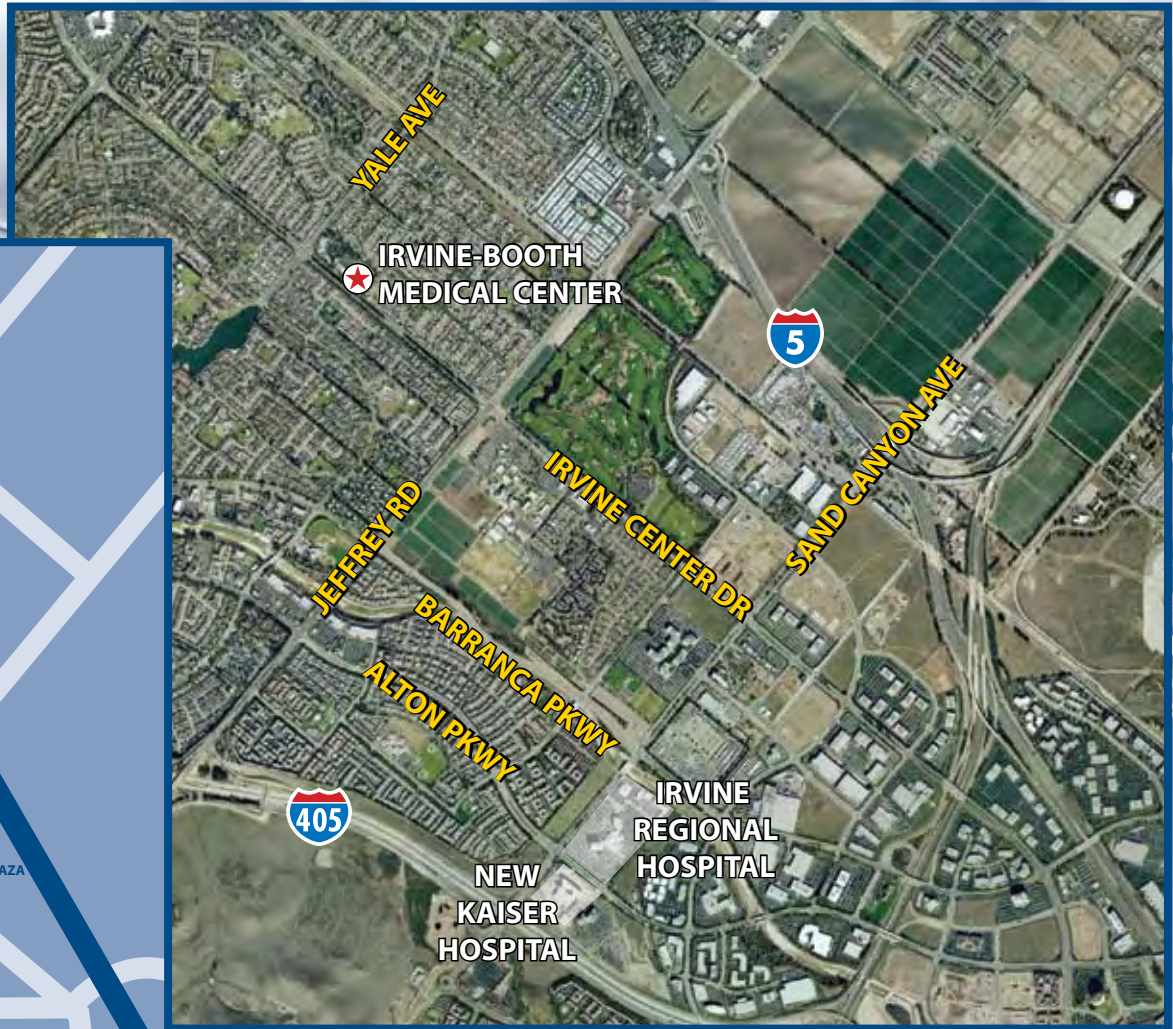 YALE AVE
IRVINE-BOOTH
MEDICAL CENTER
5
SAND CANYON AVE
IRVINE CENTER DR
JEFFREY RD
BARRANCA PKWY
ALTON PKWY
405
IRVINE
REGIONAL
HOSPITAL
NEW
KAISER
HOSPITAL
AZA